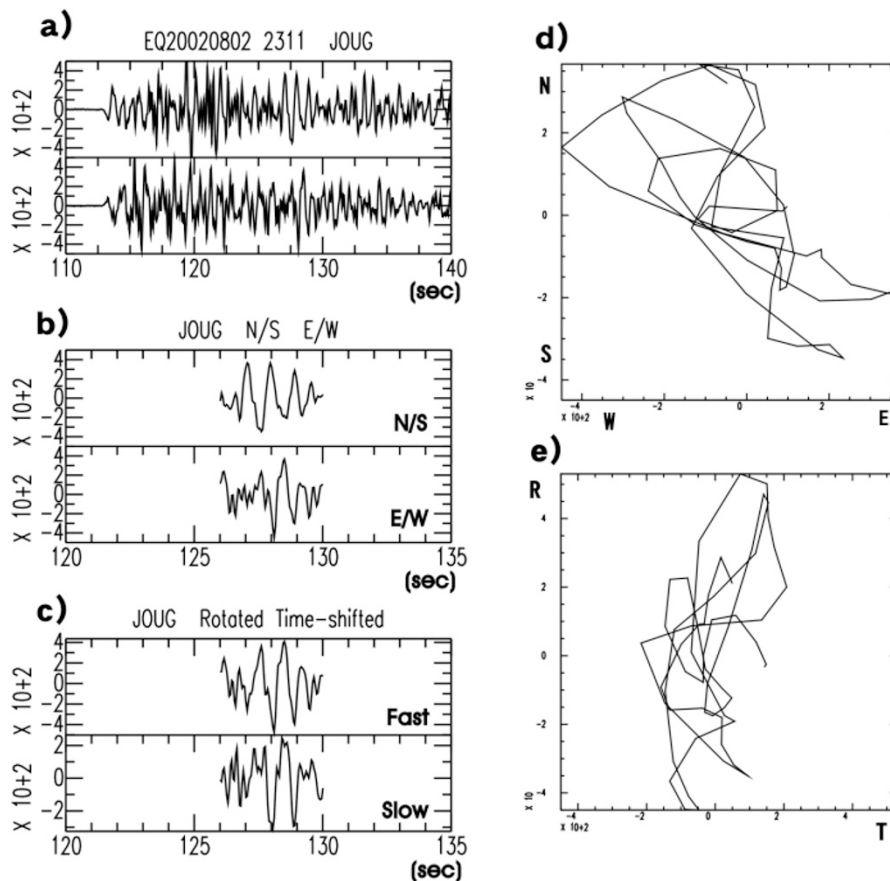 a)
EQ20020802 2311 JOUG
4
2
0
-2
-4
X 10+2
4
2
0
-2
-4
X 10+2
110 120 130 140
(sec)
b)
JOUG N/S E/W
4
2
0
-2
-4
X 10+2
N/S
4
2
0
-2
-4
X 10+2
E/W
120 125 130 135
(sec)
c)
JOUG Rotated Time-shifted
4
2
0
-2
-4
X 10+2
Fast
2
0
-2
X 10+2
Slow
120 125 130 135
(sec)
d)
N
2
0
-2
S
-4
X 10
-4 -2 0 2
X 10+2 W E
e)
R
4
2
0
-2
-4
X 10
-4 -2 0 2 4
X 10+2 T